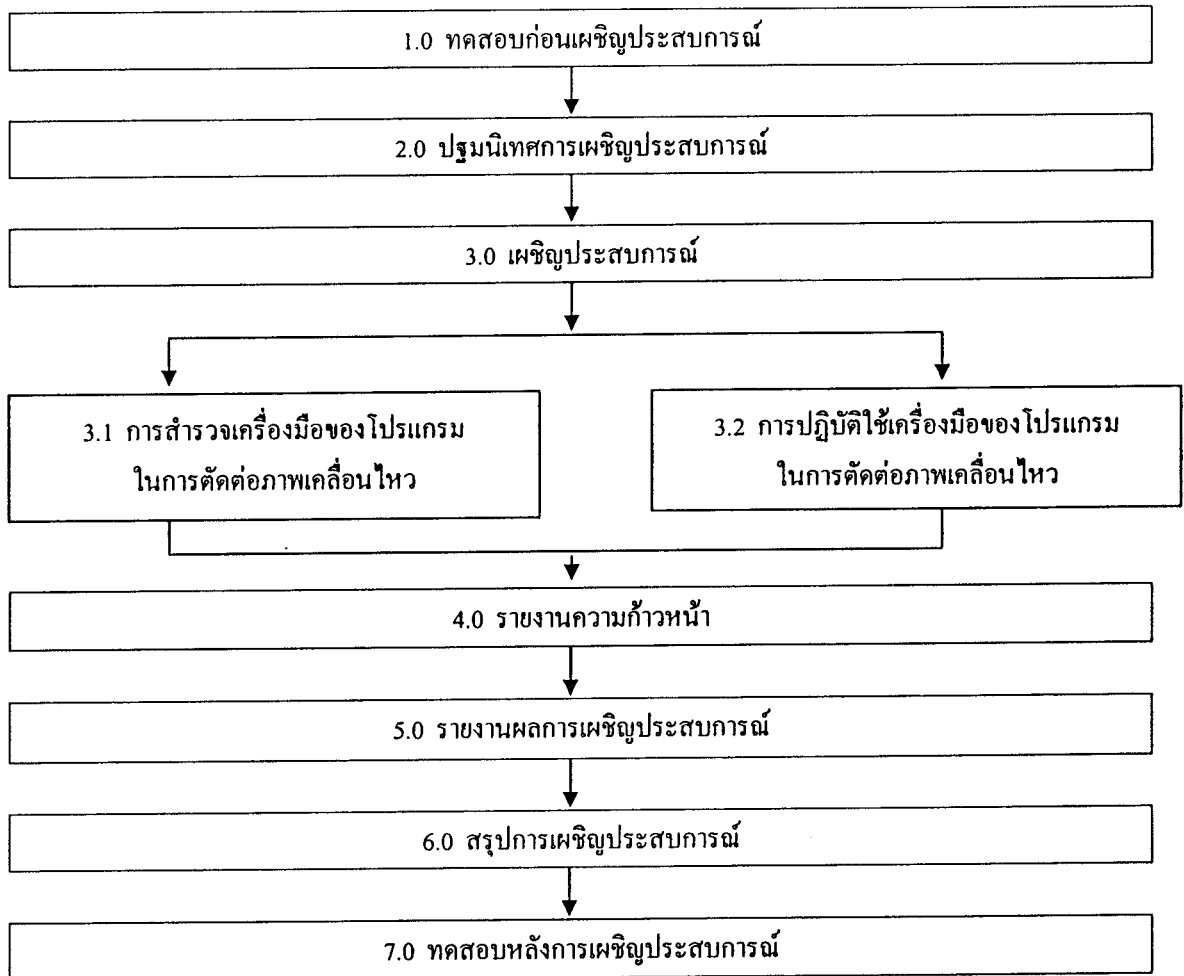 1.0 ทดสอบก่อนเผชิญประสบการณ์
2.0 ปฐมนิเทศการเผชิญประสบการณ์
3.0 เผชิญประสบการณ์
3.1 การสำรวจเครื่องมือของโปรแกรม
ในการตัดต่อภาพเคลื่อนไหว
3.2 การปฏิบัติใช้เครื่องมือของโปรแกรม
ในการตัดต่อภาพเคลื่อนไหว
4.0 รายงานความก้าวหน้า
5.0 รายงานผลการเผชิญประสบการณ์
6.0 สรุปการเผชิญประสบการณ์
7.0 ทดสอบหลังการเผชิญประสบการณ์